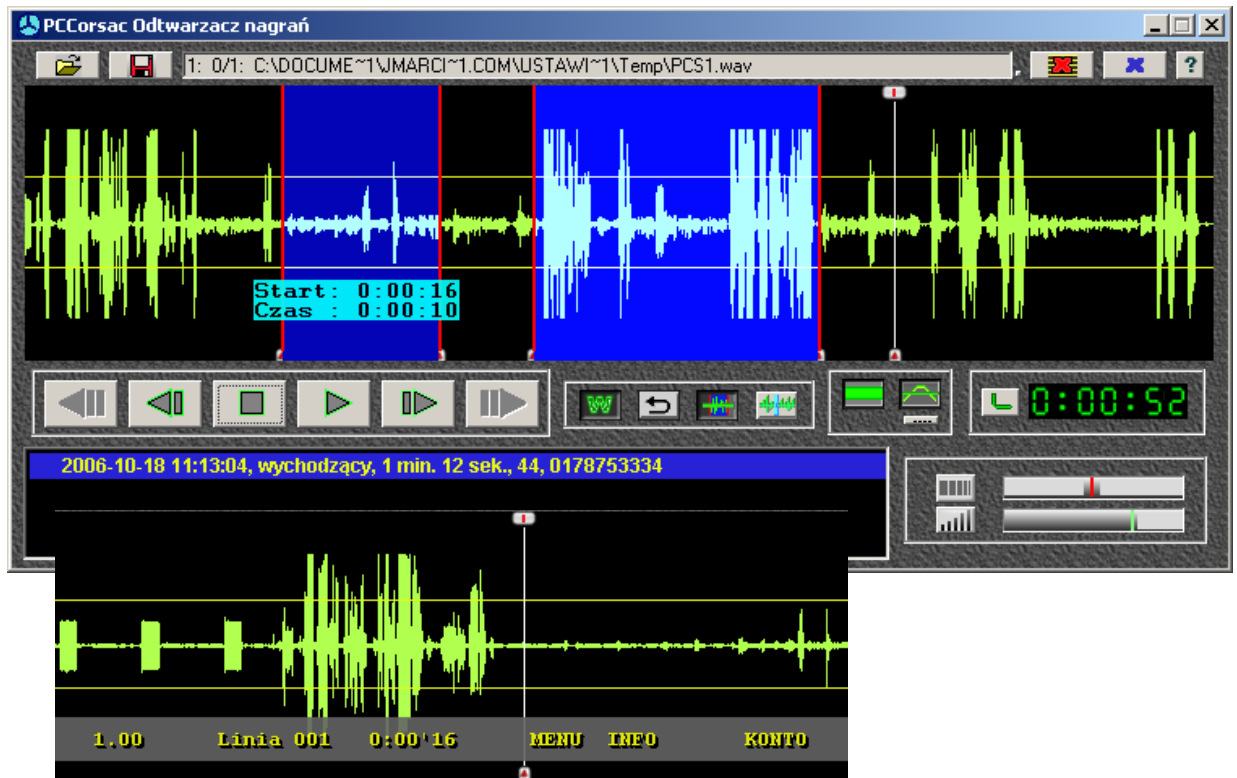 PCCorsac Odtwarzacz nagrań
1: 0/1: C:\DOCUME~1\JMARCI~1.COM\USTAWI~1\Temp\PCS1.wav
?
Start: 0:00:16
Czas : 0:00:10
0:00:52
2006-10-18 11:13:04, wychodzący, 1 min. 12 sek., 44, 0178753334
1.00 Linia 001 0:00'16 MENU INFO KONTO